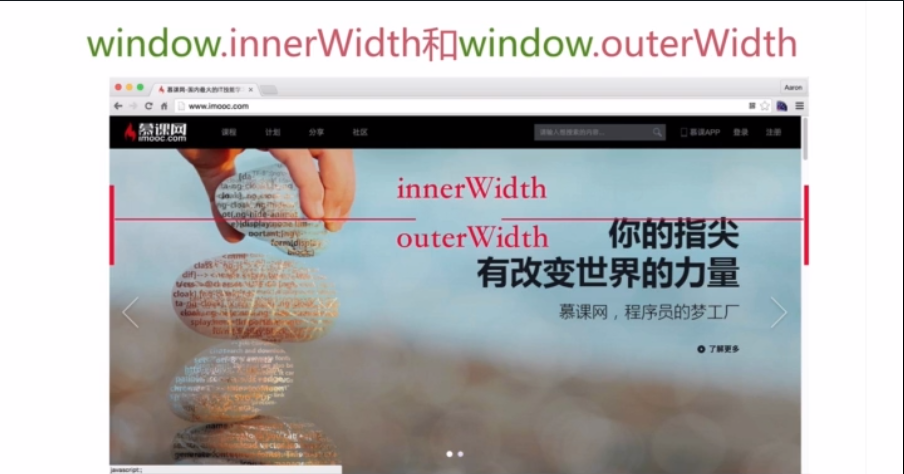 window.innerWidth和window.outerWidth
慕课网-国内最大的IT技能学习
Aaron
www.imooc.com
慕课网
imooc.com
课程
计划
分享
社区
请输入想搜索的内容...
慕课APP
登录
注册
innerWidth
outerWidth
你的指尖
有改变世界的力量
慕课网，程序员的梦工厂
了解更多
javascript:;